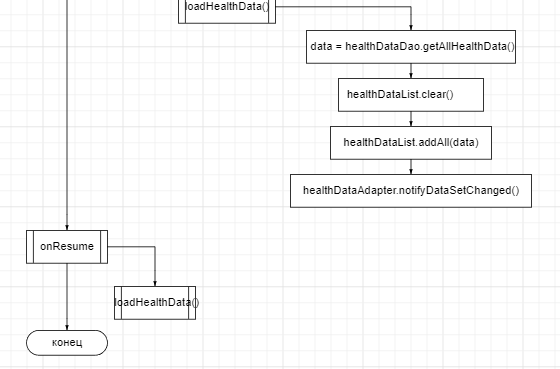 loadHealthData()
data = healthDataDao.getAllHealthData()
healthDataList.clear()
healthDataList.addAll(data)
healthDataAdapter.notifyDataSetChanged()
onResume
loadHealthData()
конец